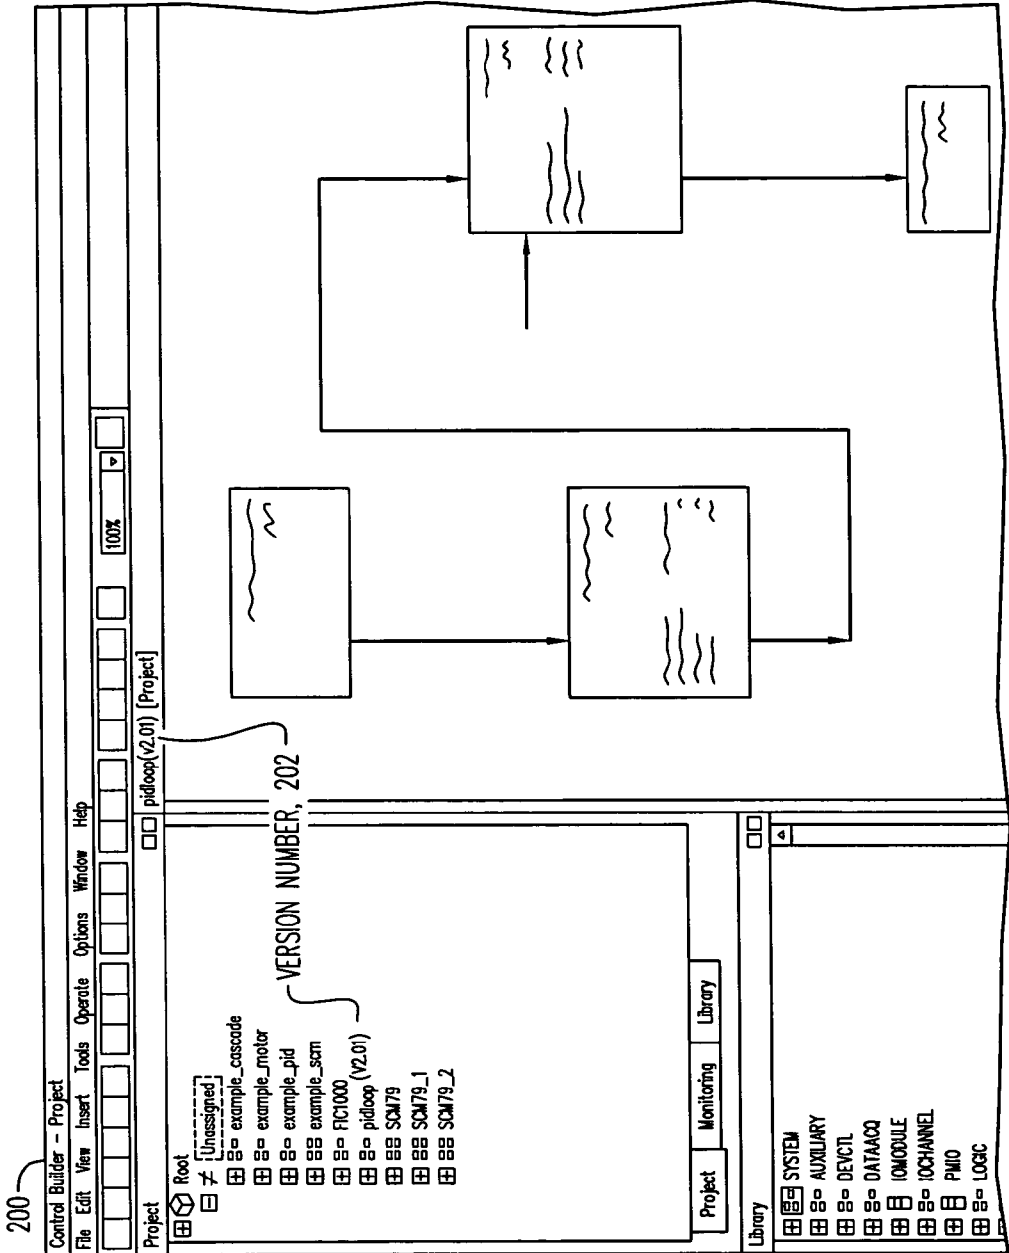 200
Control Builder - Project
File Edit View Insert Tools Operate Options Window Help
100%
Project
pidloop(v2.01) [Project]
Root
Unassigned
example_cascade
example_motor
example_pid
example_scm
FIC1000
pidloop (V2.01)
SCM79
SCM79_1
SCM79_2
VERSION NUMBER, 202
Project Monitoring Library
Library
SYSTEM
AUXILIARY
DEVCTL
DATAACQ
IOMODULE
IOCHANNEL
PMIO
LOGIC